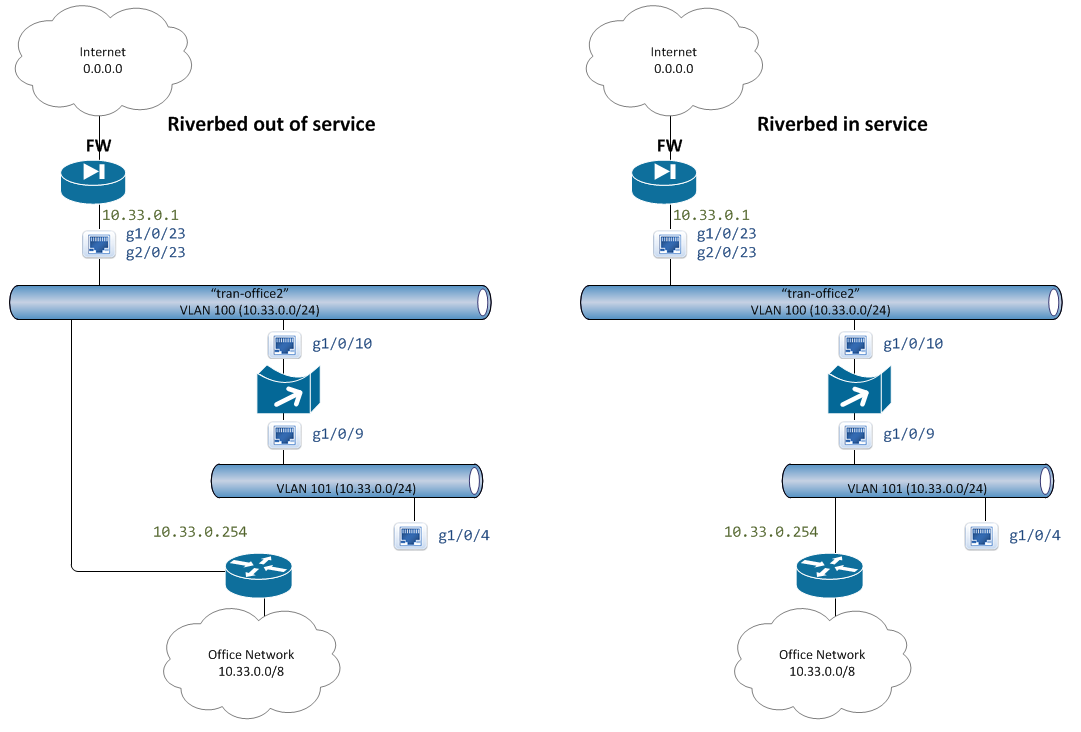 Internet
0.0.0.0
Riverbed out of service
FW
10.33.0.1
g1/0/23
g2/0/23
“tran-office2”
VLAN 100 (10.33.0.0/24)
g1/0/10
g1/0/9
VLAN 101 (10.33.0.0/24)
10.33.0.254
g1/0/4
Office Network
10.33.0.0/8
Internet
0.0.0.0
Riverbed in service
FW
10.33.0.1
g1/0/23
g2/0/23
“tran-office2”
VLAN 100 (10.33.0.0/24)
g1/0/10
g1/0/9
VLAN 101 (10.33.0.0/24)
10.33.0.254
g1/0/4
Office Network
10.33.0.0/8